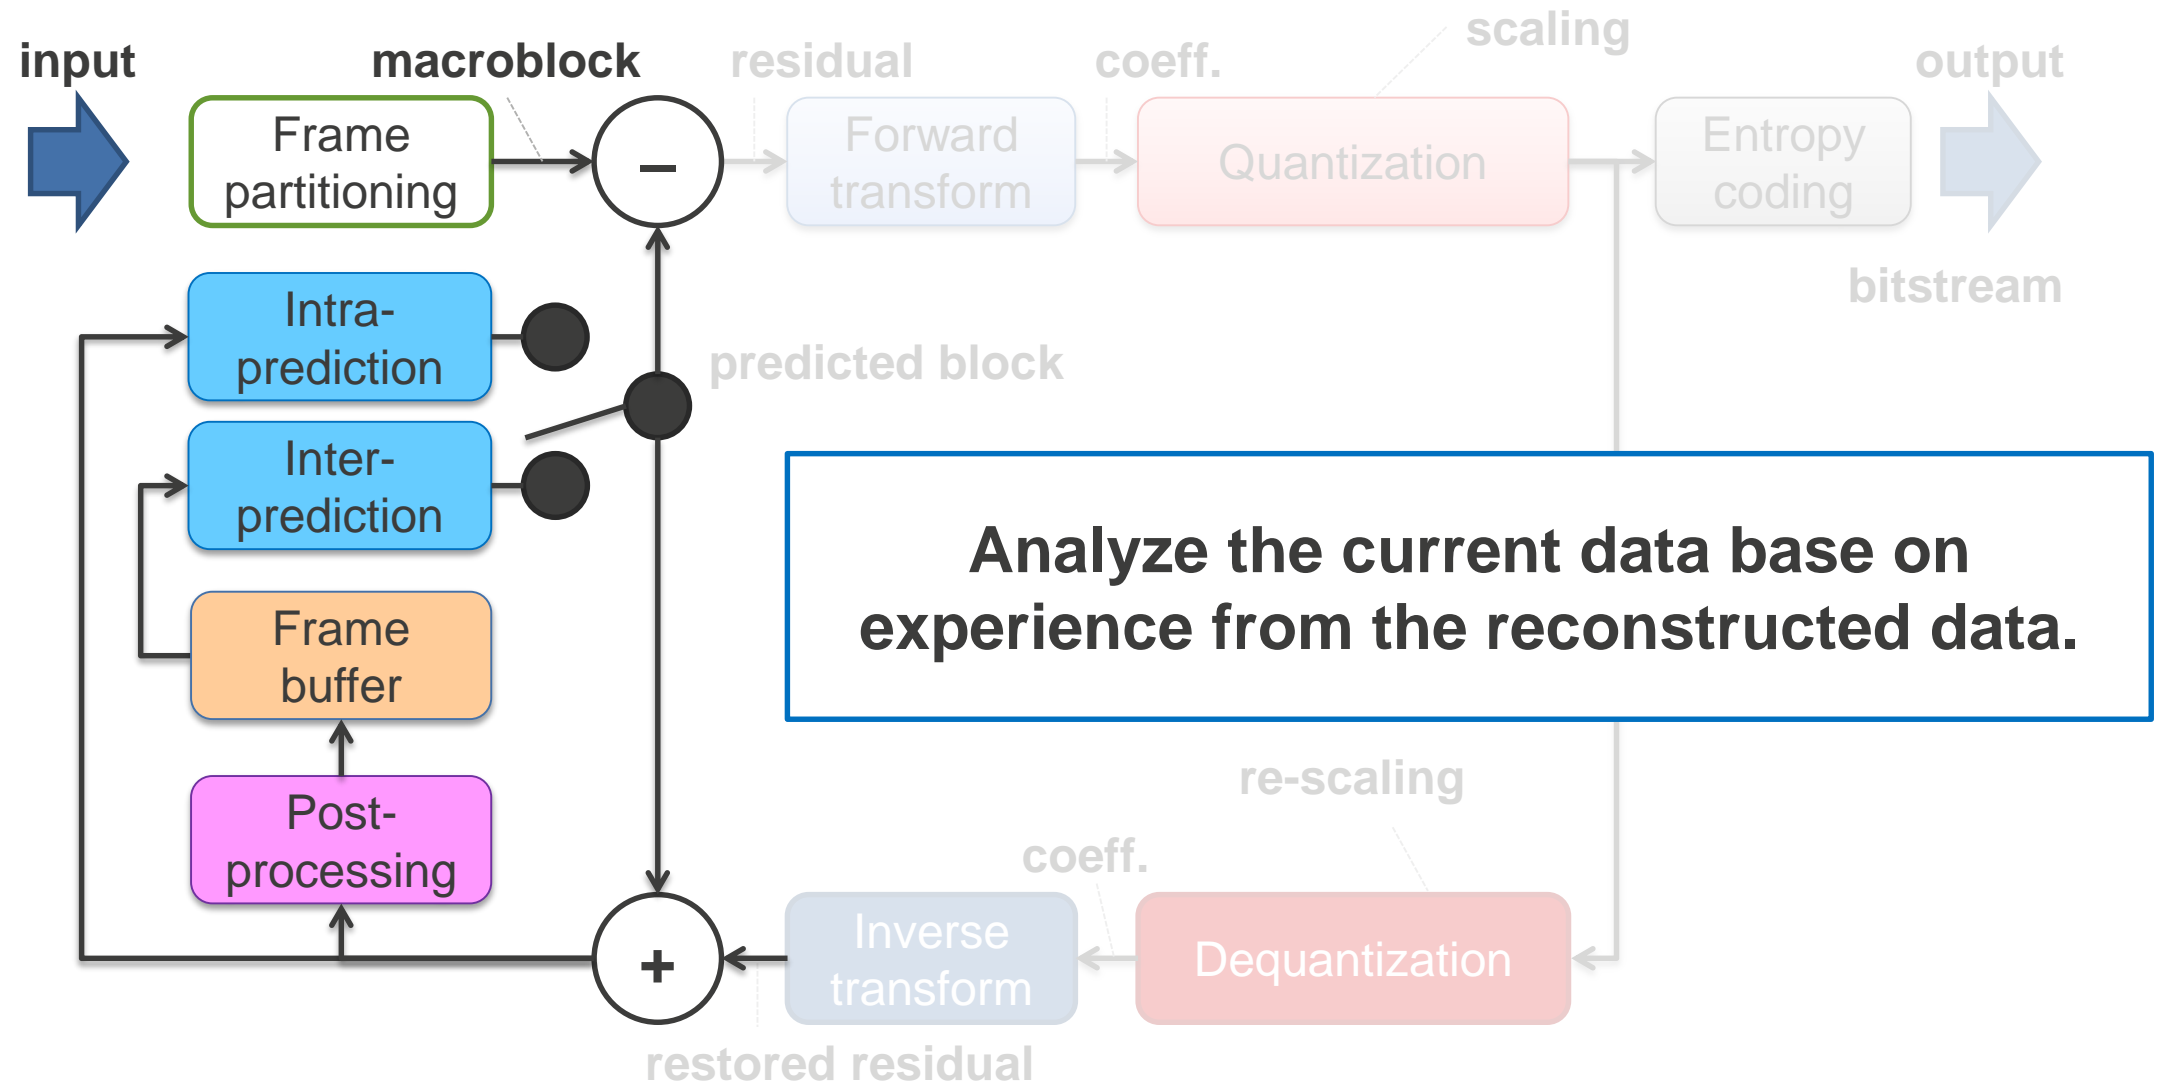 input
macroblock
residual
coeff.
scaling
output
Frame
partitioning
–
Forward
transform
Quantization
Entropy
coding
bitstream
Intra-
prediction
predicted block
Inter-
prediction
Analyze the current data base on
experience from the reconstructed data.
Frame
buffer
re-scaling
Post-
processing
coeff.
+
Inverse
transform
Dequantization
restored residual